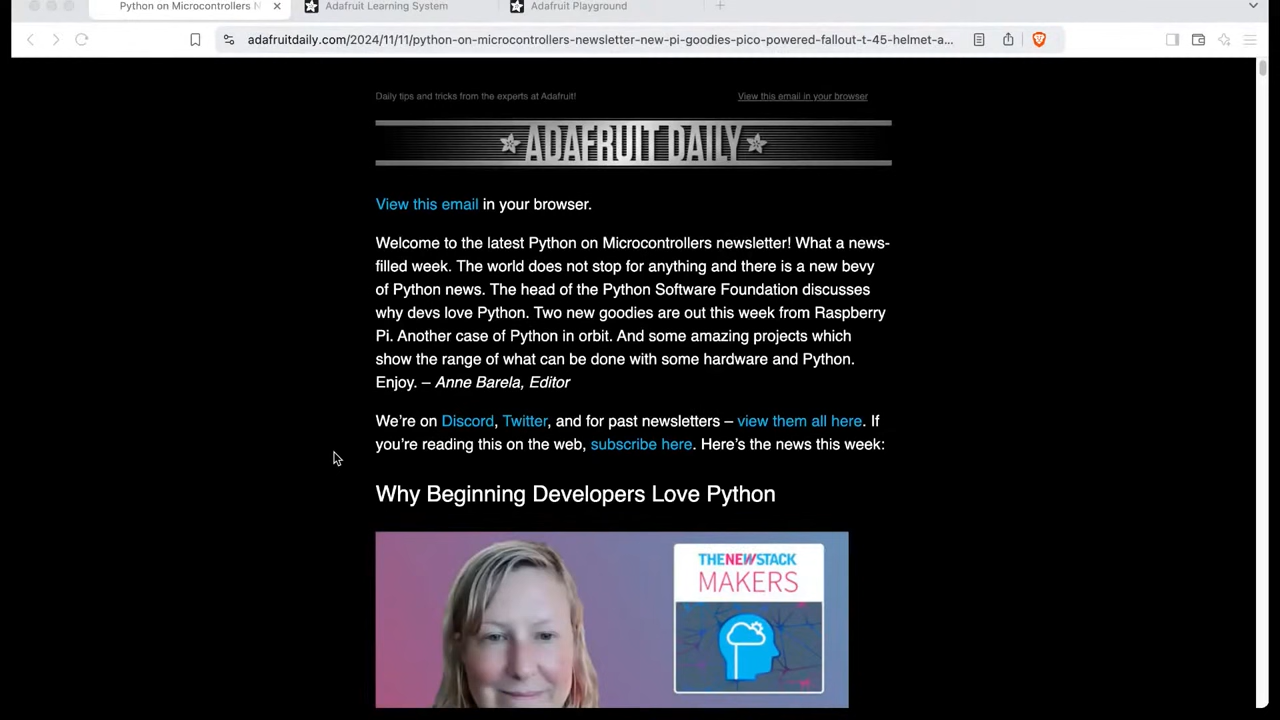 Python on Microcontrollers N
Adafruit Learning System
Adafruit Playground
adafruitdaily.com/2024/11/11/python-on-microcontrollers-newsletter-new-pi-goodies-pico-powered-fallout-t-45-helmet-a...
Daily tips and tricks from the experts at Adafruit!
View this email in your browser
ADAFRUIT DAILY
View this email in your browser.
Welcome to the latest Python on Microcontrollers newsletter! What a news-
filled week. The world does not stop for anything and there is a new bevy
of Python news. The head of the Python Software Foundation discusses
why devs love Python. Two new goodies are out this week from Raspberry
Pi. Another case of Python in orbit. And some amazing projects which
show the range of what can be done with some hardware and Python.
Enjoy. – Anne Barela, Editor
We're on Discord, Twitter, and for past newsletters – view them all here. If
you're reading this on the web, subscribe here. Here's the news this week:
Why Beginning Developers Love Python
THENEWSTACK
MAKERS